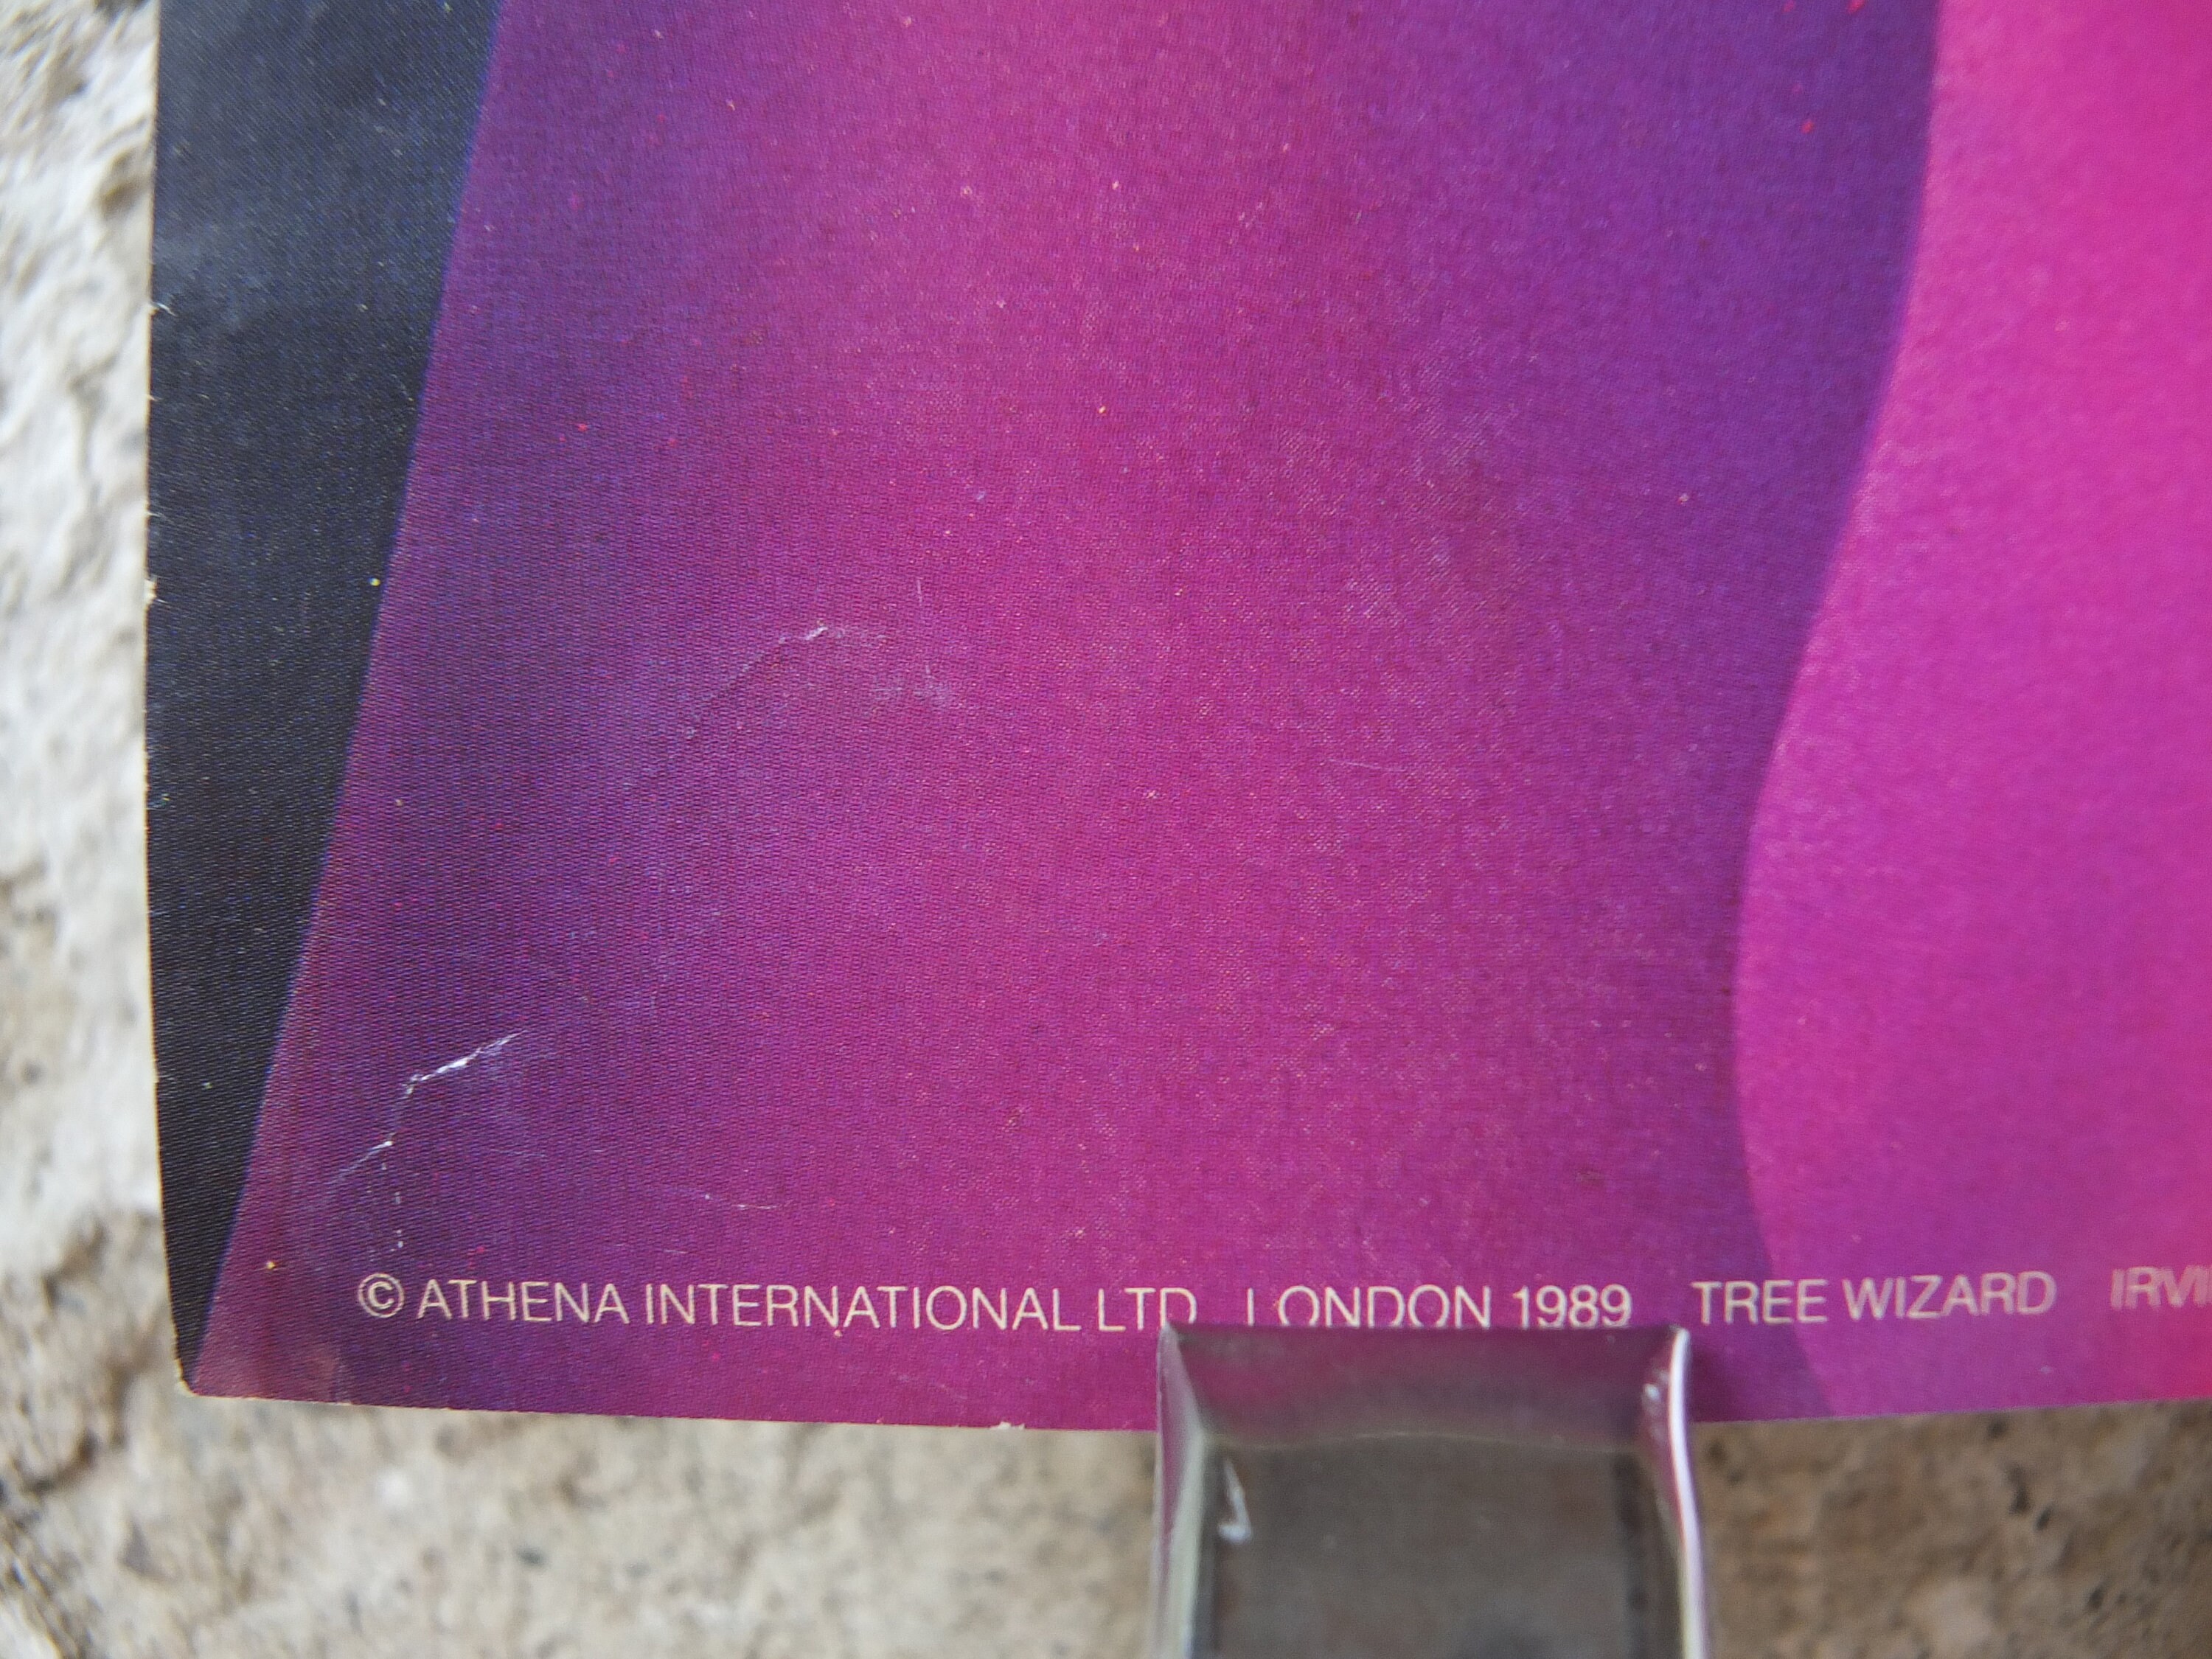 © ATHENA INTERNATIONAL LTD LONDON 1989 TREE WIZARD